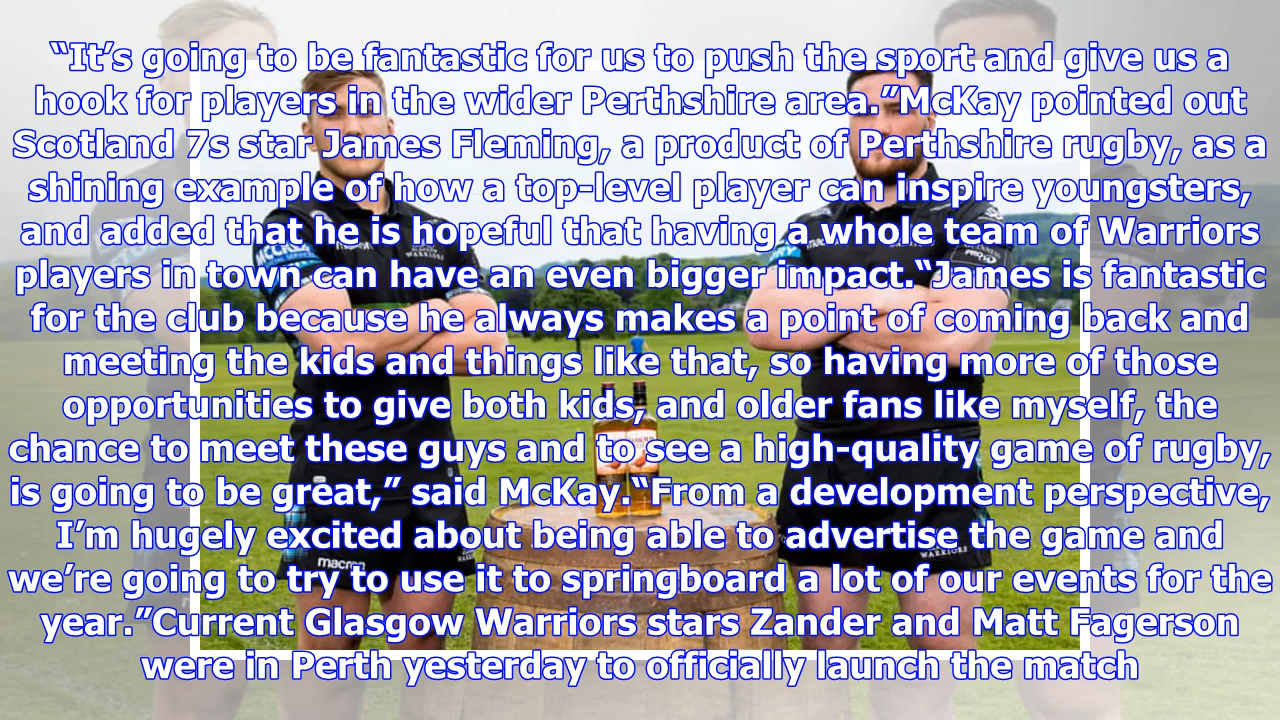 “It’s going to be fantastic for us to push the sport and give us a
hook for players in the wider Perthshire area.”McKay pointed out
Scotland 7s star James Fleming, a product of Perthshire rugby, as a
shining example of how a top-level player can inspire youngsters,
and added that he is hopeful that having a whole team of Warriors
players in town can have an even bigger impact.“James is fantastic
for the club because he always makes a point of coming back and
meeting the kids and things like that, so having more of those
opportunities to give both kids, and older fans like myself, the
chance to meet these guys and to see a high-quality game of rugby,
is going to be great,” said McKay.“From a development perspective,
I’m hugely excited about being able to advertise the game and
we’re going to try to use it to springboard a lot of our events for the
year.”Current Glasgow Warriors stars Zander and Matt Fagerson
were in Perth yesterday to officially launch the match
macron
WARRIORS